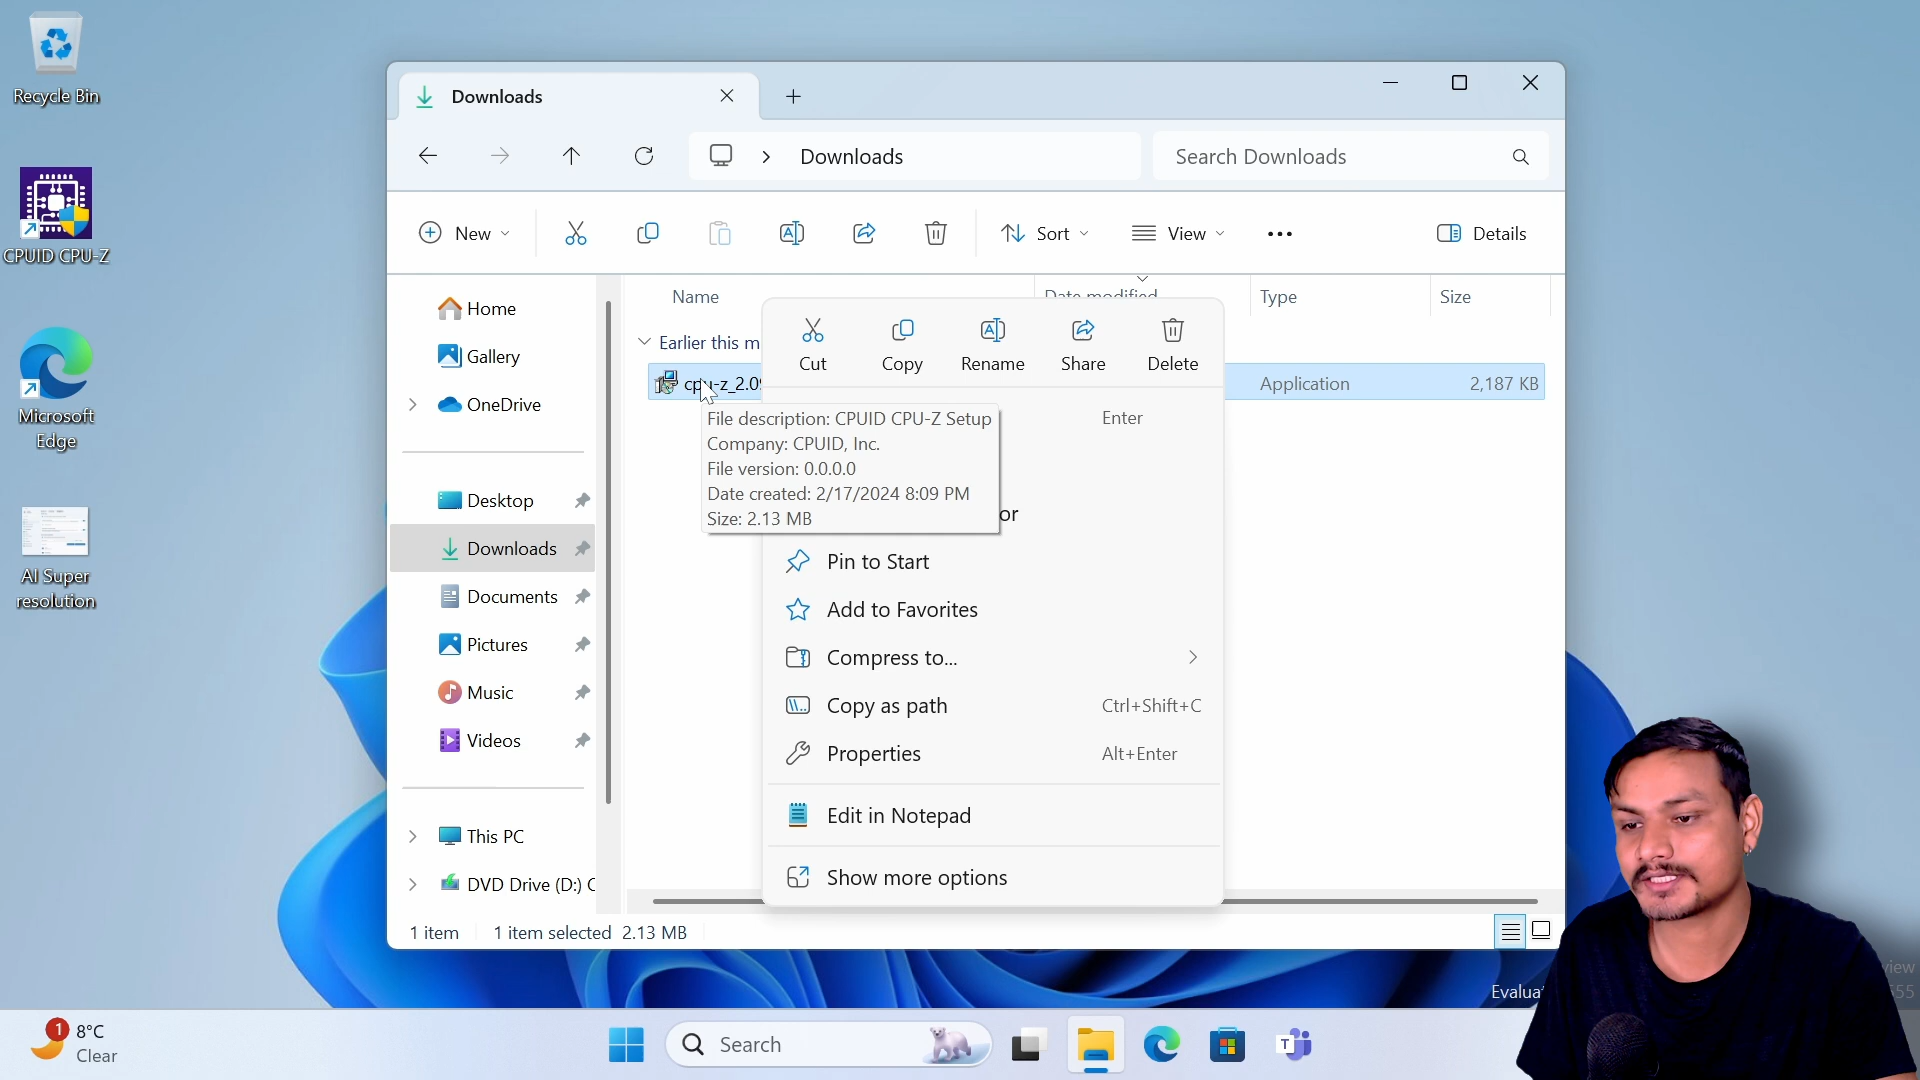 Recycle Bin
CPUID CPU-Z
Microsoft
Edge
AI Super
resolution
Downloads
Downloads
Search Downloads
New
Sort
View
Details
Home
Gallery
OneDrive
Desktop
Downloads
Documents
Pictures
Music
Videos
This PC
DVD Drive (D:) C
Name
Date modified
Type
Size
Earlier this m
cpu-z_2.09
Application
2,187 KB
Cut
Copy
Rename
Share
Delete
Enter
File description: CPUID CPU-Z Setup
Company: CPUID, Inc.
File version: 0.0.0.0
Date created: 2/17/2024 8:09 PM
Size: 2.13 MB
or
Pin to Start
Add to Favorites
Compress to...
Copy as path
Ctrl+Shift+C
Properties
Alt+Enter
Edit in Notepad
Show more options
1 item
1 item selected 2.13 MB
Evalua
view
55
1
8°C
Clear
Search
T